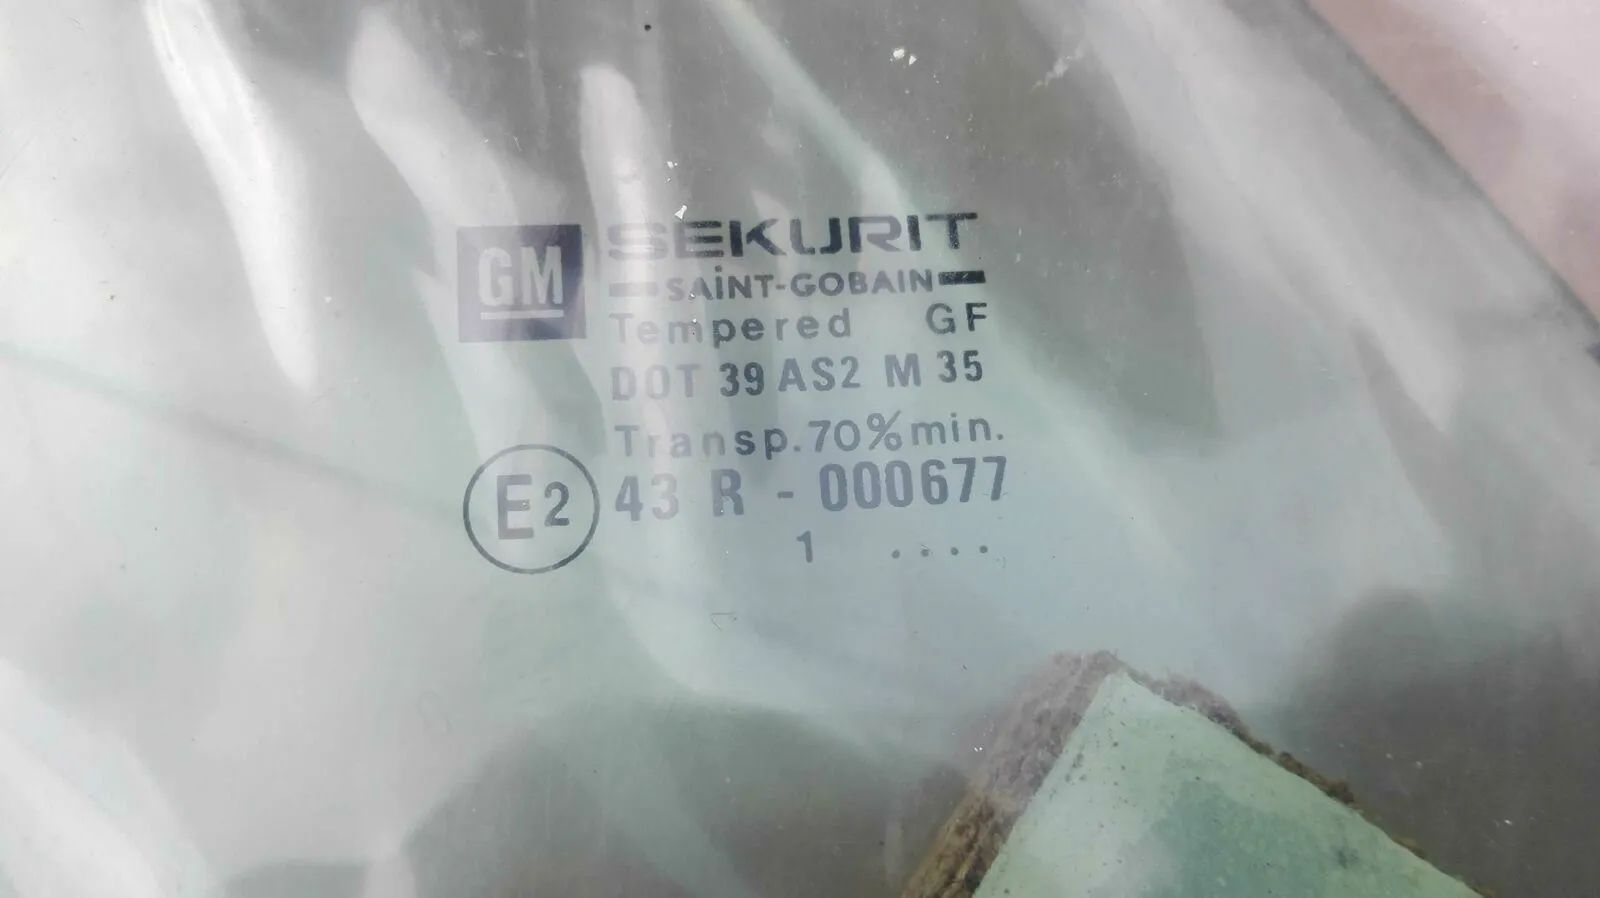 GM
SEKURIT
SAiNT-GOBAIN
Tempered GF
DOT 39 AS2 M 35
Transp.70%min.
E2 43 R - 000677
1 ....